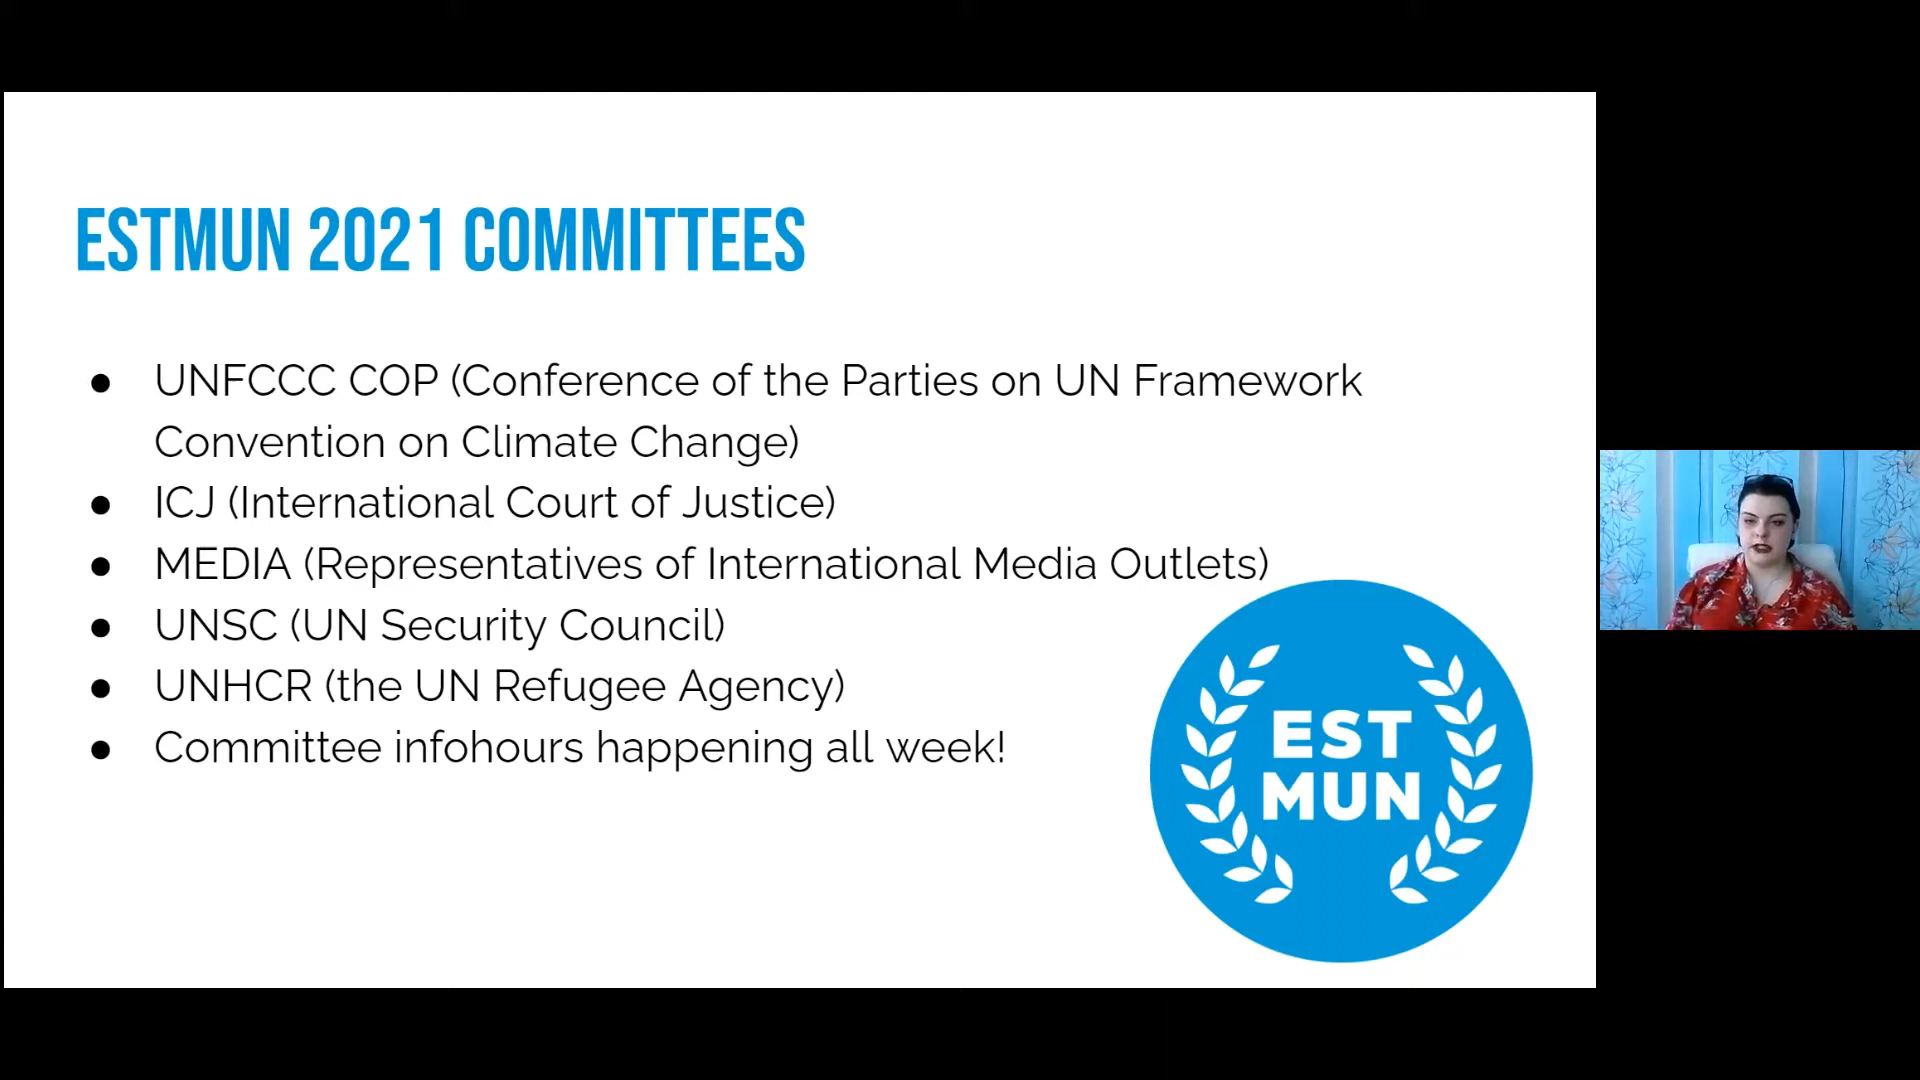 ESTMUN 2021 COMMITTEES
● UNFCCC COP (Conference of the Parties on UN Framework
Convention on Climate Change)
● ICJ (International Court of Justice)
● MEDIA (Representatives of International Media Outlets)
● UNSC (UN Security Council)
● UNHCR (the UN Refugee Agency)
● Committee infohours happening all week!
EST
MUN